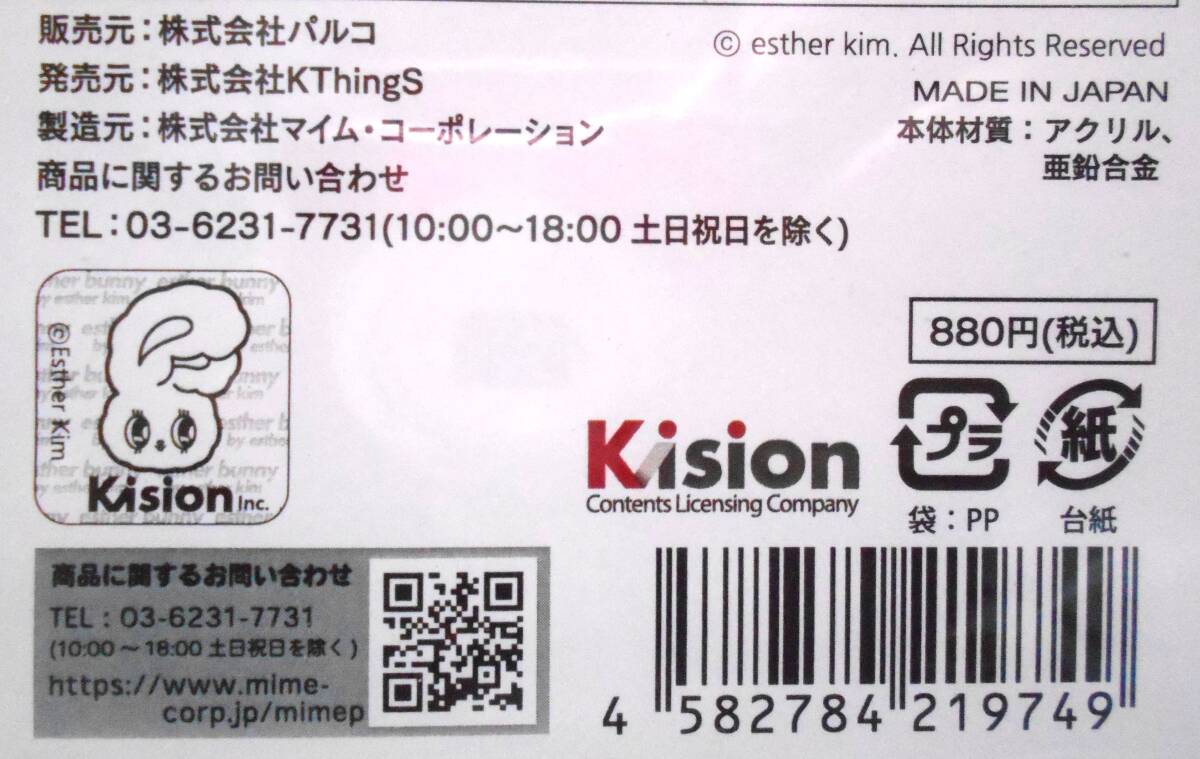 販売元：株式会社パルコ
発売元：株式会社KThingS
製造元：株式会社マイム・コーポレーション
商品に関するお問い合わせ
TEL：03-6231-7731(10:00～18:00 土日祝日を除く)
© esther kim. All Rights Reserved
MADE IN JAPAN
本体材質：アクリル、
亜鉛合金
880円(税込)
esther bunny
by esther kim
©Esther Kim
Kision Inc.
Kision
Contents Licensing Company
プラ
袋：PP
紙
台紙
商品に関するお問い合わせ
TEL：03-6231-7731
(10:00～18:00 土日祝日を除く)
https://www.mime-
corp.jp/mimep
4 582784 219749